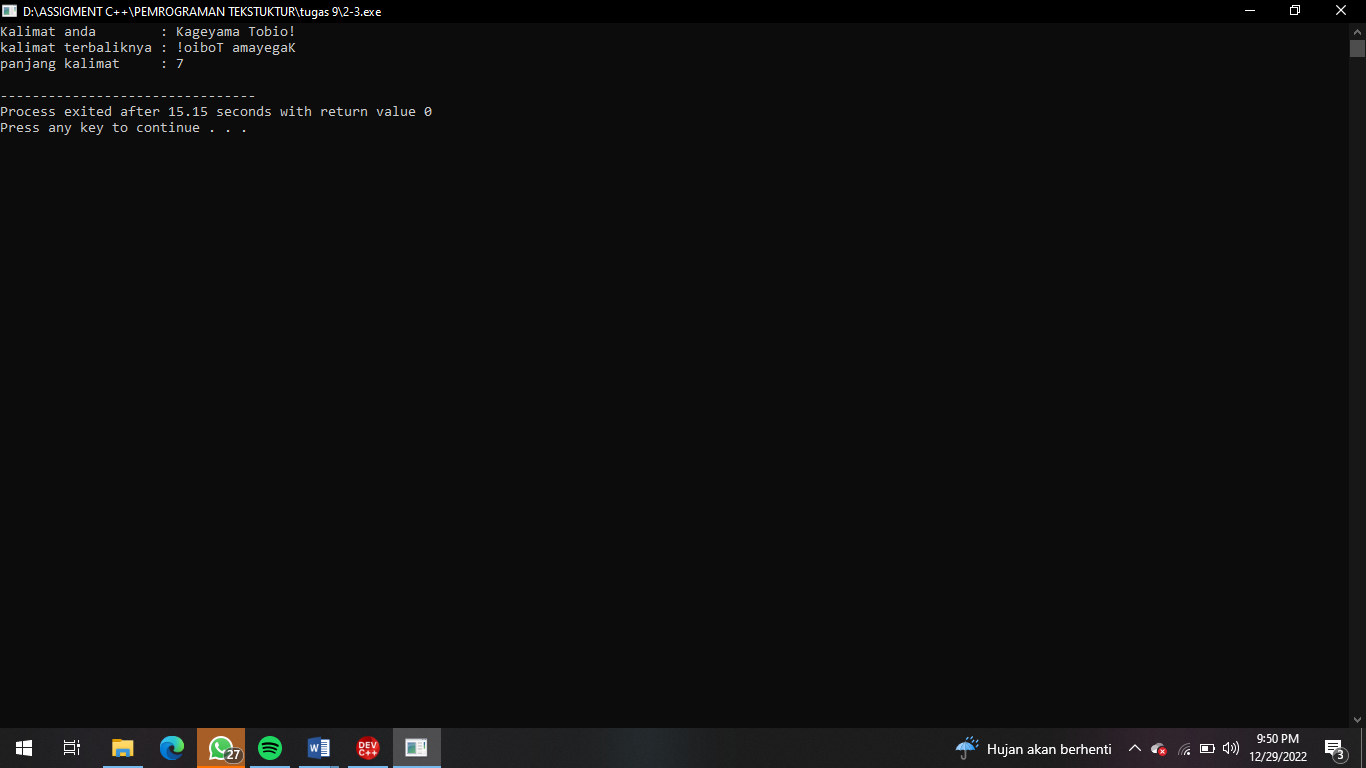 D:\ASSIGMENT C++\PEMROGRAMAN TEKSTUKTUR\tugas 9\2-3.exe
Kalimat anda        : Kageyama Tobio!
kalimat terbaliknya : !oiboT amayegaK
panjang kalimat     : 7
--------------------------------
Process exited after 15.15 seconds with return value 0
Press any key to continue . . .
27
W
DEV
C++
Hujan akan berhenti
9:50 PM
12/29/2022
3